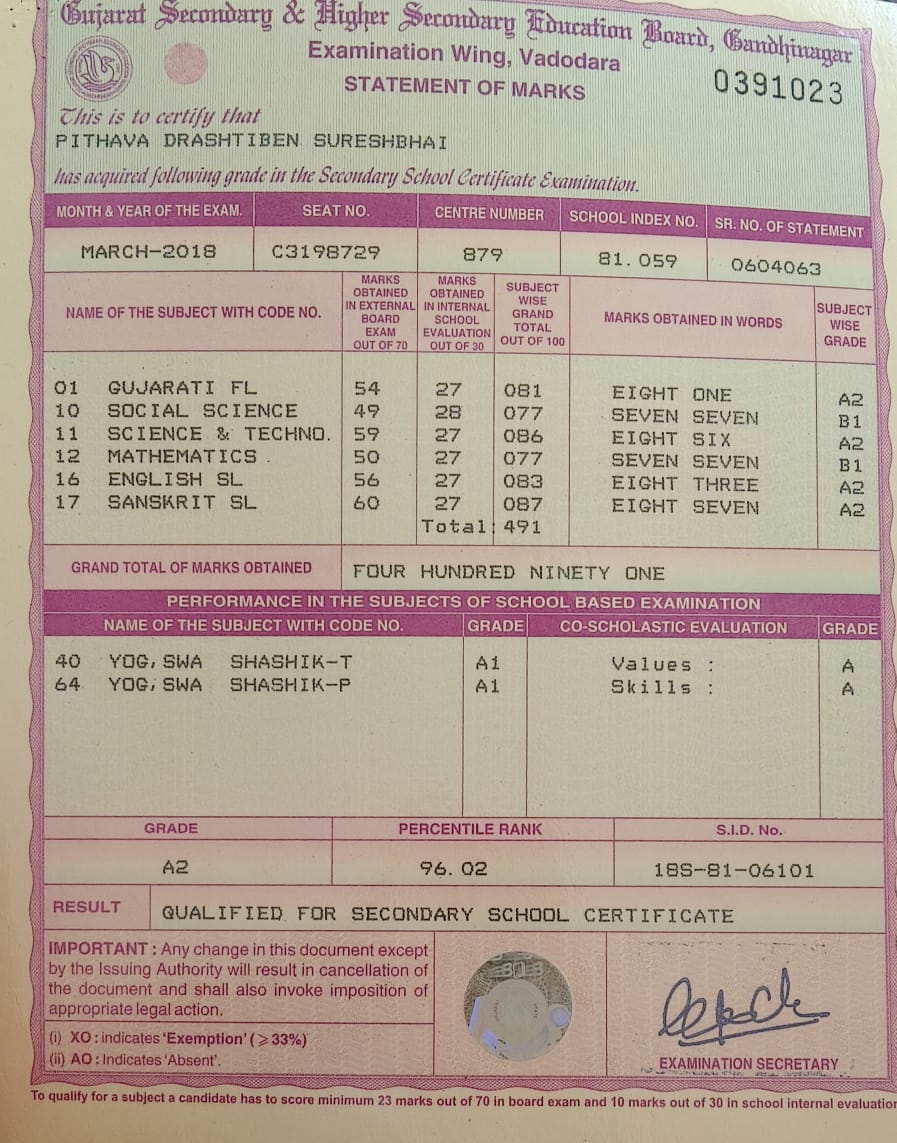 Gujarat Secondary & Higher Secondary Education Board, Gandhinagar
Examination Wing, Vadodara
STATEMENT OF MARKS
0391023
This is to certify that
PITHAVA DRASHTIBEN SURESHBHAI
has acquired following grade in the Secondary School Certificate Examination.
MONTH & YEAR OF THE EXAM. SEAT NO. CENTRE NUMBER SCHOOL INDEX NO. SR. NO. OF STATEMENT
MARCH-2018 C3198729 879 81.059 0604063
NAME OF THE SUBJECT WITH CODE NO. MARKS OBTAINED IN EXTERNAL BOARD EXAM OUT OF 70 MARKS OBTAINED IN INTERNAL SCHOOL EVALUATION OUT OF 30 SUBJECT WISE GRAND TOTAL OUT OF 100 MARKS OBTAINED IN WORDS SUBJECT WISE GRADE
01 GUJARATI FL 54 27 081 EIGHT ONE A2
10 SOCIAL SCIENCE 49 28 077 SEVEN SEVEN B1
11 SCIENCE & TECHNO. 59 27 086 EIGHT SIX A2
12 MATHEMATICS 50 27 077 SEVEN SEVEN B1
16 ENGLISH SL 56 27 083 EIGHT THREE A2
17 SANSKRIT SL 60 27 087 EIGHT SEVEN A2
Total: 491
GRAND TOTAL OF MARKS OBTAINED FOUR HUNDRED NINETY ONE
PERFORMANCE IN THE SUBJECTS OF SCHOOL BASED EXAMINATION
NAME OF THE SUBJECT WITH CODE NO. GRADE CO-SCHOLASTIC EVALUATION GRADE
40 YOG, SWA SHASHIK-T A1 Values : A
64 YOG, SWA SHASHIK-P A1 Skills : A
GRADE PERCENTILE RANK S.I.D. No.
A2 96.02 18S-81-06101
RESULT QUALIFIED FOR SECONDARY SCHOOL CERTIFICATE
IMPORTANT : Any change in this document except
by the Issuing Authority will result in cancellation of
the document and shall also invoke imposition of
appropriate legal action.
(i) XO : indicates 'Exemption' (⩾ 33%)
(ii) AO : Indicates 'Absent'.
EXAMINATION SECRETARY
To qualify for a subject a candidate has to score minimum 23 marks out of 70 in board exam and 10 marks out of 30 in school internal evaluation